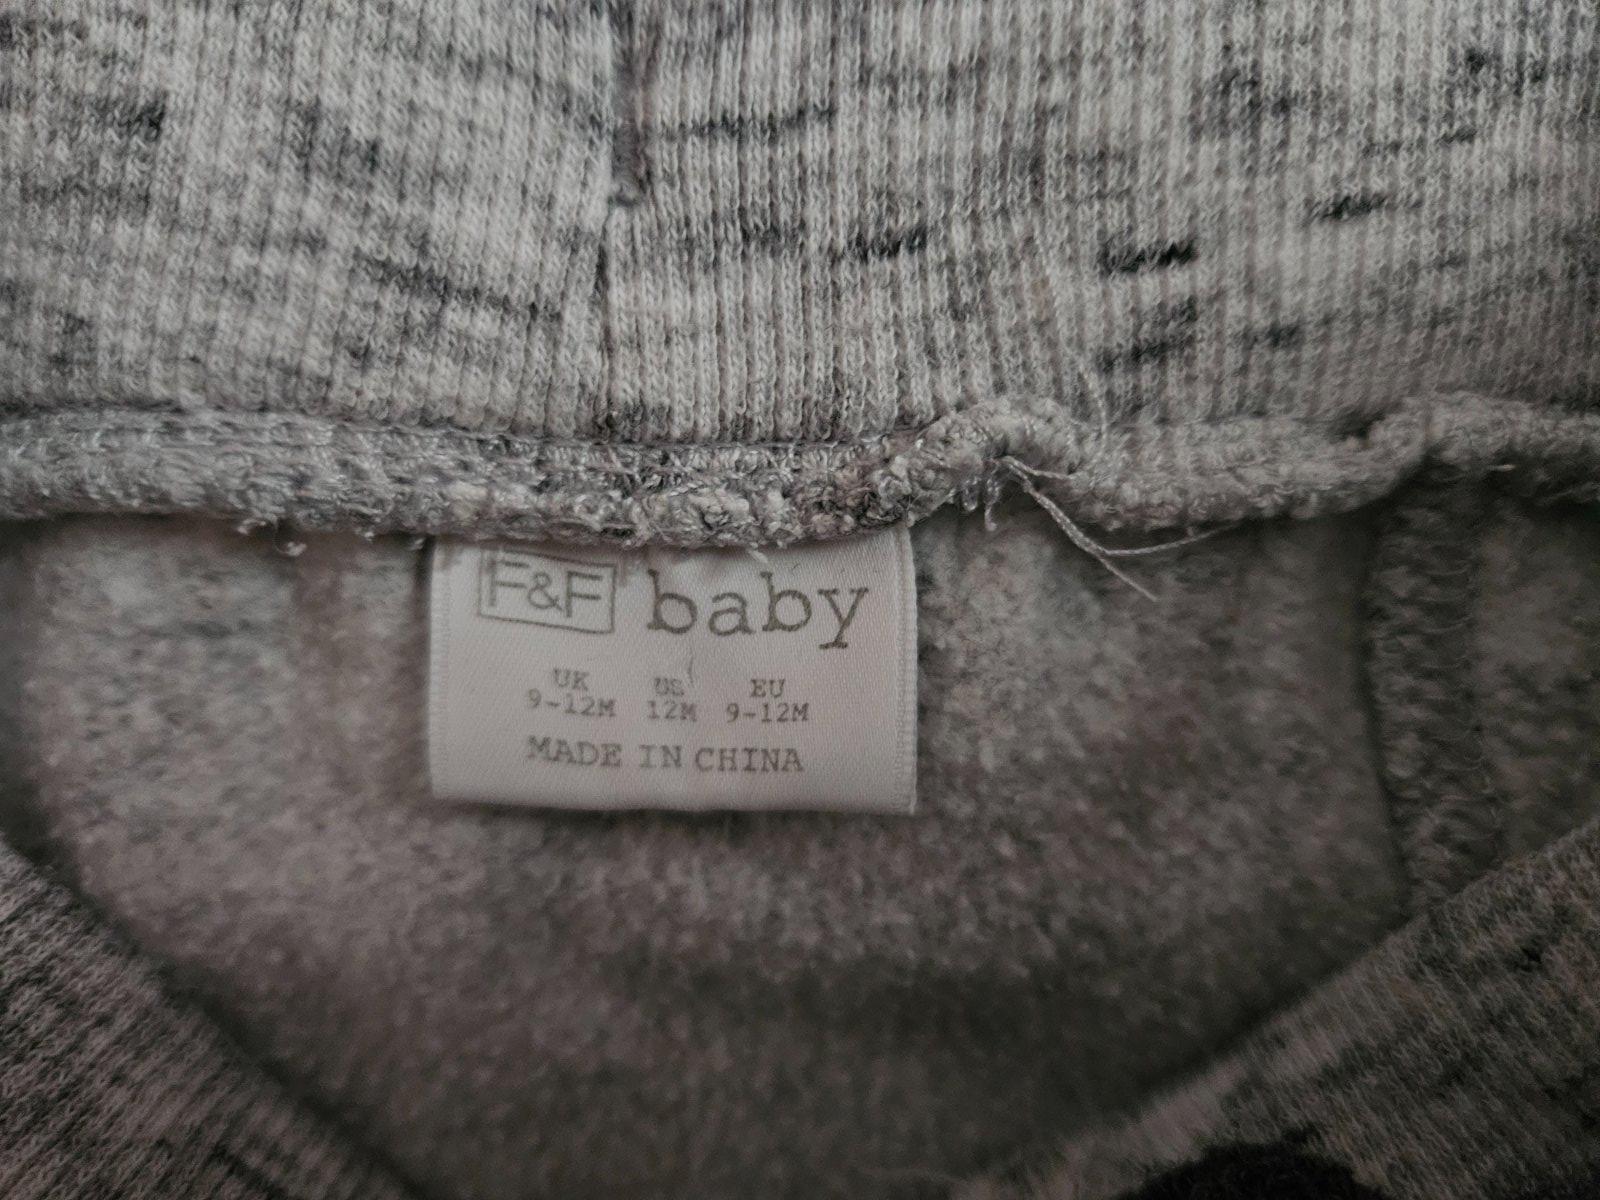 F&F baby
UK US EU
9-12M 12M 9-12M
MADE IN CHINA